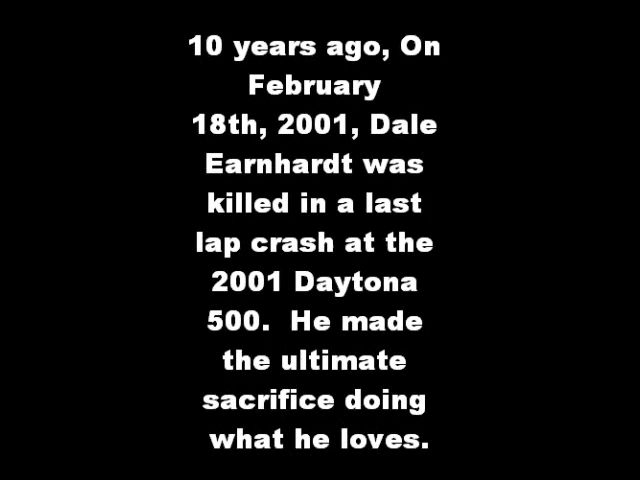 10 years ago, On
February
18th, 2001, Dale
Earnhardt was
killed in a last
lap crash at the
2001 Daytona
500.  He made
the ultimate
sacrifice doing
what he loves.